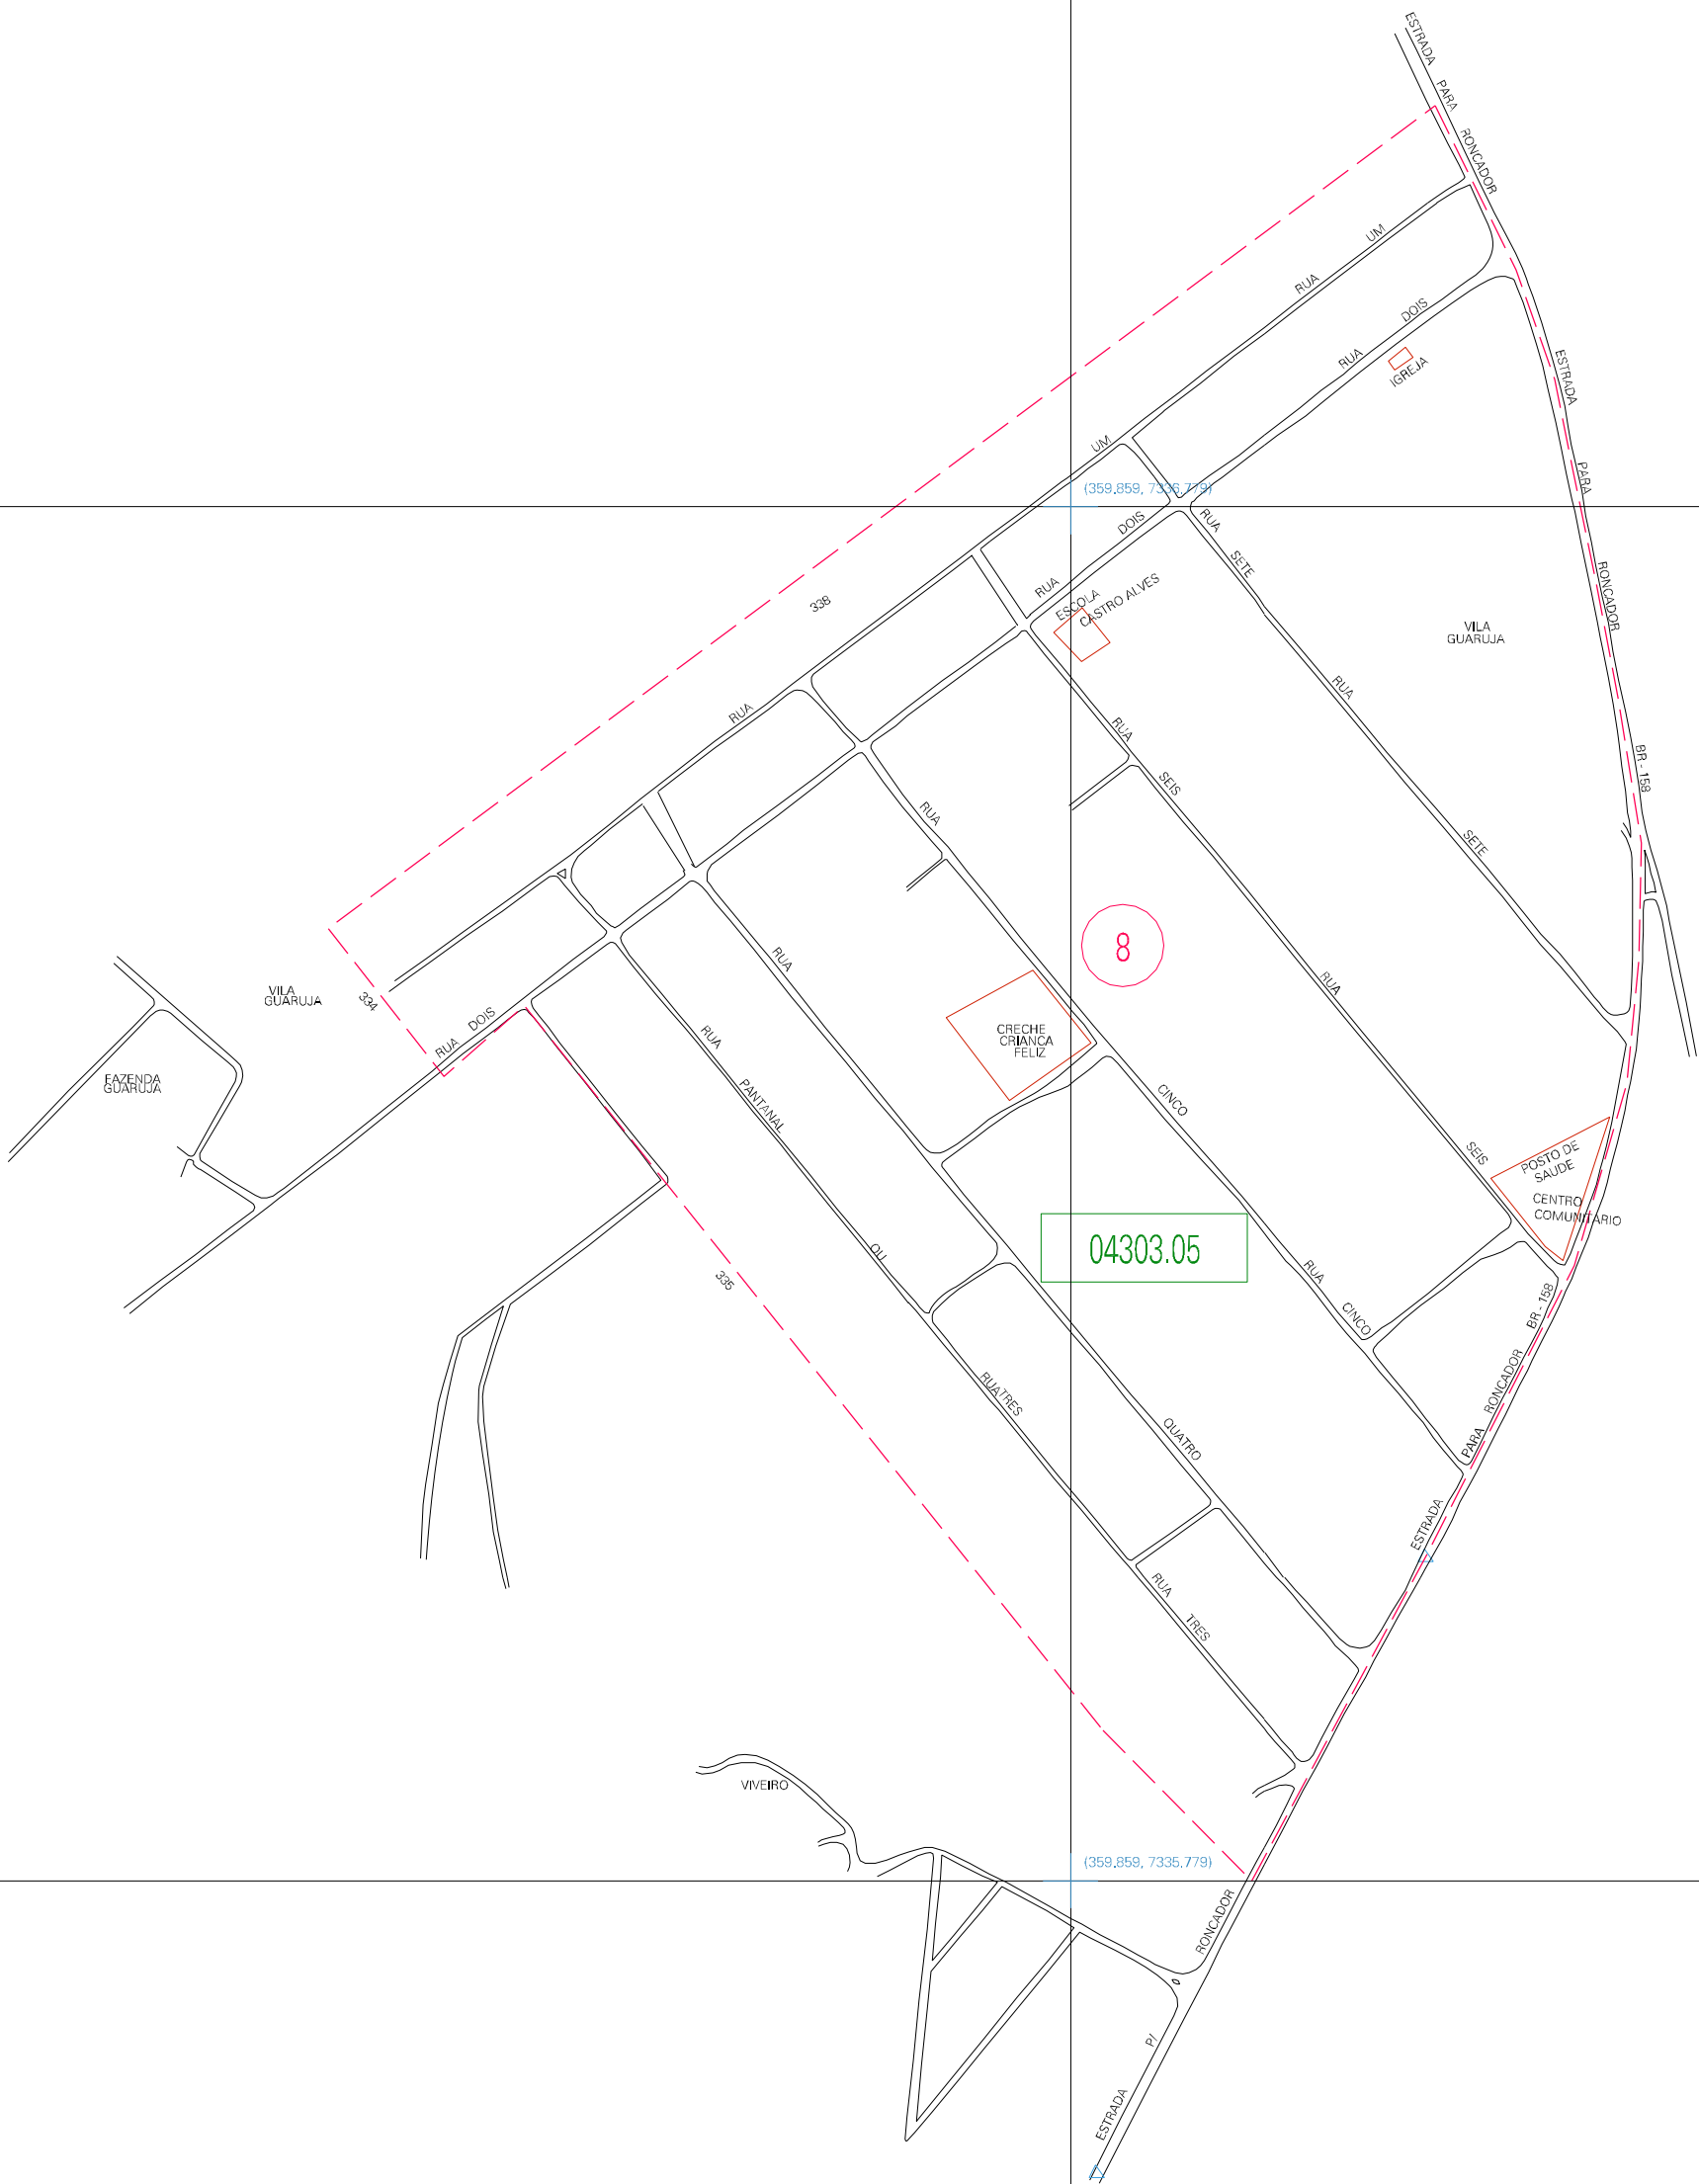 ESTRADA PARA RONCADOR
RUA UM
RUA DOIS
IGREJA
ESTRADA PARA RONCADOR BR - 158
UM
(359.859, 7336.779)
RUA DOIS
RUA SETE
ESCOLA
CASTRO ALVES
338
VILA
GUARUJA
RUA
RUA SETE
RUA SEIS
RUA
8
RUA
RUA SEIS
VILA
GUARUJA
334
RUA DOIS
CRECHE
CRIANCA
FELIZ
FAZENDA
GUARUJA
RUA PANTANAL
CINCO
POSTO DE
SAUDE
CENTRO
COMUNITARIO
04303.05
OU
335
RUA CINCO
RUA TRES
QUATRO
ESTRADA PARA RONCADOR BR - 158
RUA TRES
VIVEIRO
(359.859, 7335.779)
ESTRADA P/ RONCADOR